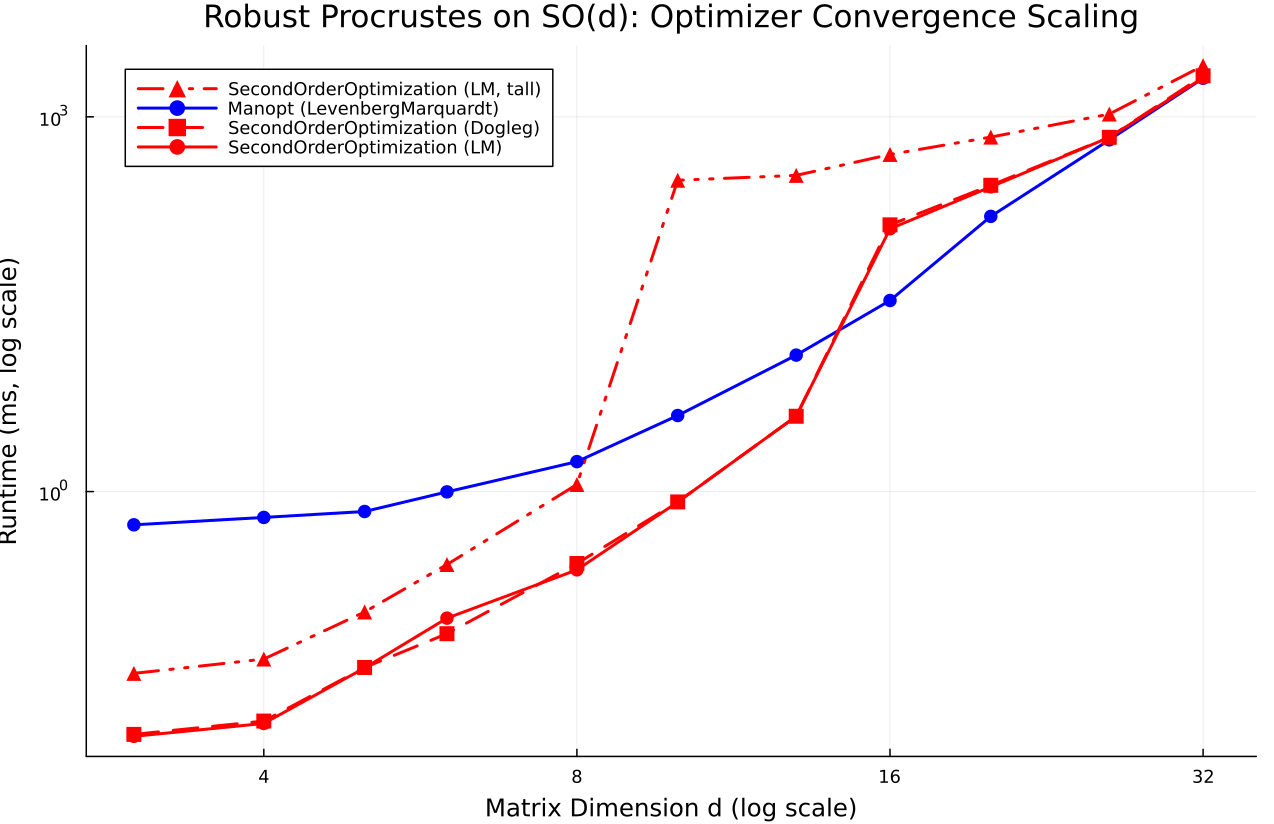 Robust Procrustes on SO(d): Optimizer Convergence Scaling
SecondOrderOptimization (LM, tall)
Manopt (LevenbergMarquardt)
SecondOrderOptimization (Dogleg)
SecondOrderOptimization (LM)
10³
10⁰
Runtime (ms, log scale)
4 8 16 32
Matrix Dimension d (log scale)